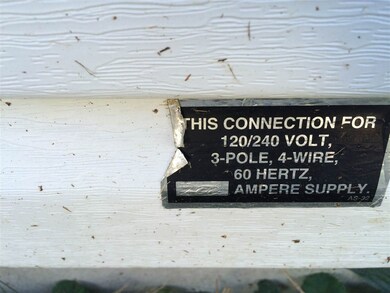 THIS CONNECTION FOR
120/240 VOLT,
3-POLE, 4-WIRE,
60 HERTZ,
AMPERE SUPPLY.